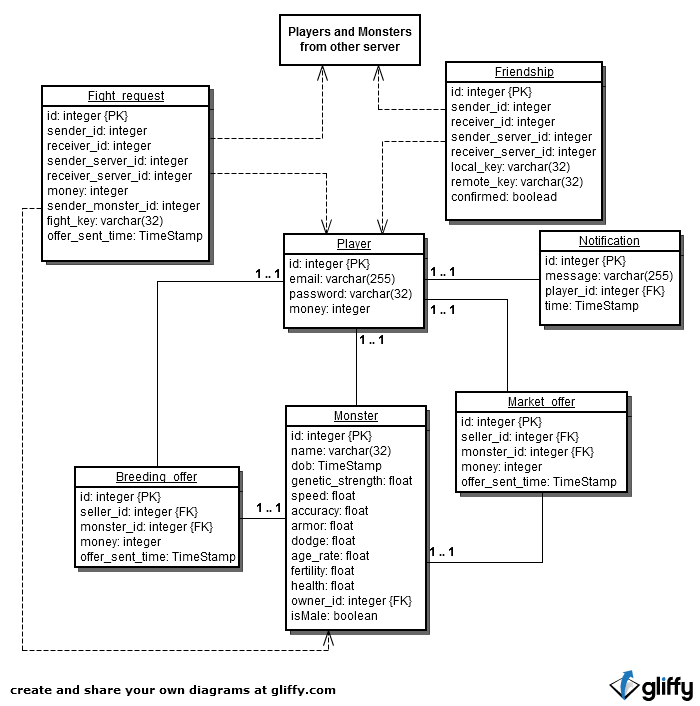 Players and Monsters
from other server
Friendship
id: integer {PK}
sender_id: integer
receiver_id: integer
sender_server_id: integer
receiver_server_id: integer
local_key: varchar(32)
remote_key: varchar(32)
confirmed: boolead
Fight_request
id: integer {PK}
sender_id: integer
receiver_id: integer
sender_server_id: integer
receiver_server_id: integer
money: integer
sender_monster_id: integer
fight_key: varchar(32)
offer_sent_time: TimeStamp
Player
id: integer {PK}
email: varchar(255)
password: varchar(32)
money: integer
Notification
id: integer {PK}
message: varchar(255)
player_id: integer {FK}
time: TimeStamp
1 .. 1
1 .. 1
1 .. 1
1 .. 1
Monster
id: integer {PK}
name: varchar(32)
dob: TimeStamp
genetic_strength: float
speed: float
accuracy: float
armor: float
dodge: float
age_rate: float
fertility: float
health: float
owner_id: integer {FK}
isMale: boolean
Market_offer
id: integer {PK}
seller_id: integer {FK}
monster_id: integer {FK}
money: integer
offer_sent_time: TimeStamp
Breeding_offer
id: integer {PK}
seller_id: integer {FK}
monster_id: integer {FK}
money: integer
offer_sent_time: TimeStamp
1 .. 1
1 .. 1
create and share your own diagrams at gliffy.com
gliffy